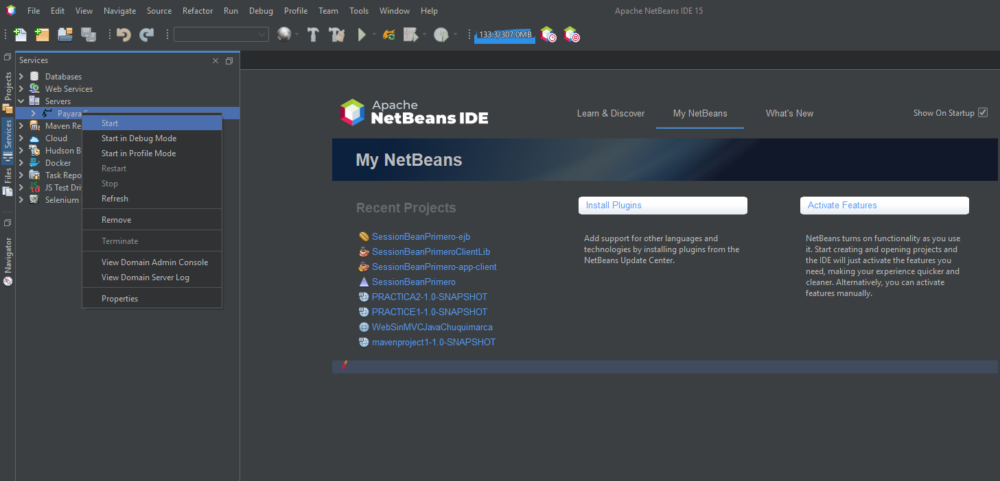 File Edit View Navigate Source Refactor Run Debug Profile Team Tools Window Help
Apache NetBeans IDE 15
133.3/307.0MB
Projects
Services
Files
Navigator
Services
Databases
Web Services
Servers
Payara
Maven Re
Cloud
Hudson B
Docker
Task Repo
JS Test Dri
Selenium
Start
Start in Debug Mode
Start in Profile Mode
Restart
Stop
Refresh
Remove
Terminate
View Domain Admin Console
View Domain Server Log
Properties
Apache
NetBeans IDE
Learn & Discover
My NetBeans
What's New
Show On Startup
My NetBeans
Recent Projects
SessionBeanPrimero-ejb
SessionBeanPrimeroClientLib
SessionBeanPrimero-app-client
SessionBeanPrimero
PRACTICA2-1.0-SNAPSHOT
PRACTICE1-1.0-SNAPSHOT
WebSinMVCJavaChuquimarca
mavenproject1-1.0-SNAPSHOT
Install Plugins
Add support for other languages and
technologies by installing plugins from the
NetBeans Update Center.
Activate Features
NetBeans turns on functionality as you use
it. Start creating and opening projects and
the IDE will just activate the features you
need, making your experience quicker and
cleaner. Alternatively, you can activate
features manually.